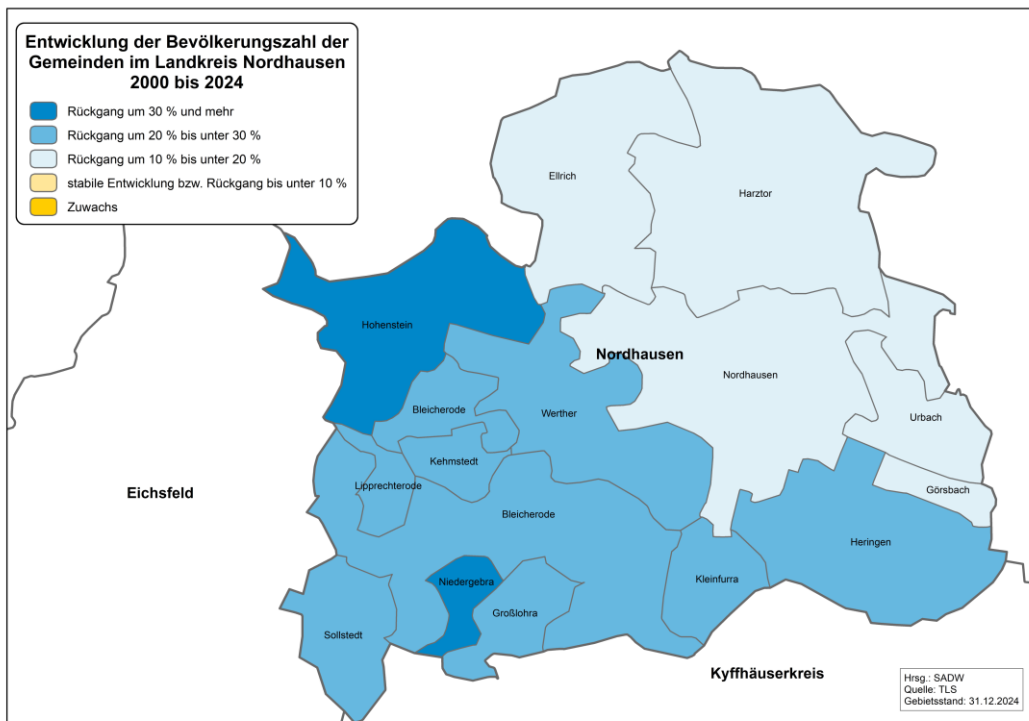 Entwicklung der Bevölkerungszahl der
Gemeinden im Landkreis Nordhausen
2000 bis 2024
Rückgang um 30 % und mehr
Rückgang um 20 % bis unter 30 %
Rückgang um 10 % bis unter 20 %
stabile Entwicklung bzw. Rückgang bis unter 10 %
Zuwachs
Ellrich
Harztor
Hohenstein
Nordhausen
Nordhausen
Bleicherode
Werther
Urbach
Kehmstedt
Lipprechterode
Görsbach
Eichsfeld
Bleicherode
Heringen
Niedergebra
Kleinfurra
Großlohra
Sollstedt
Kyffhäuserkreis
Hrsg.: SADW
Quelle: TLS
Gebietsstand: 31.12.2024